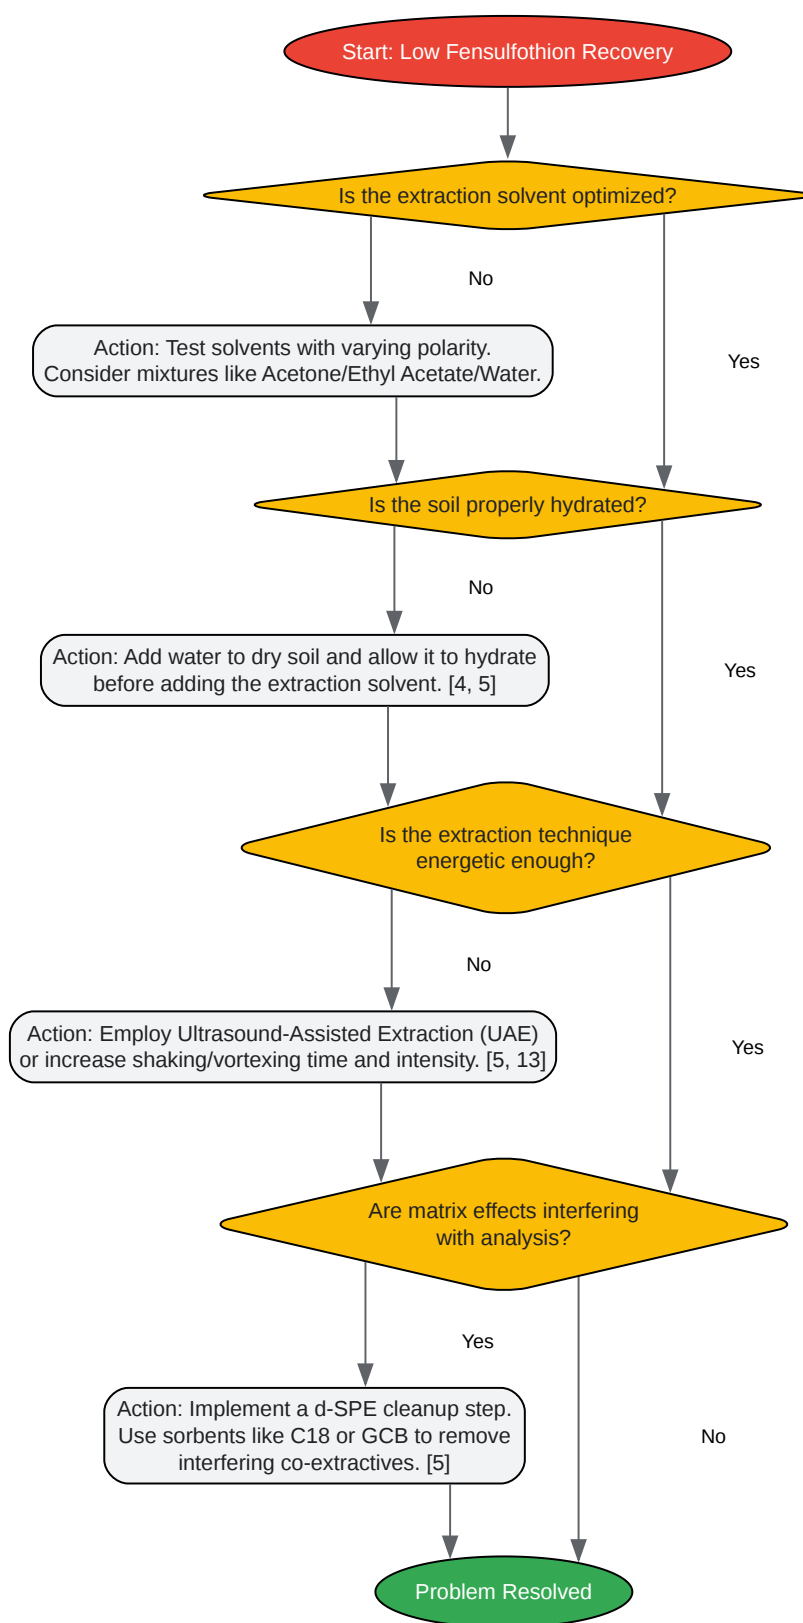 Start: Low Fensulfothion Recovery
Is the extraction solvent optimized?
No
Action: Test solvents with varying polarity.
Consider mixtures like Acetone/Ethyl Acetate/Water.
Yes
Is the soil properly hydrated?
No
Action: Add water to dry soil and allow it to hydrate
before adding the extraction solvent. [4, 5]
Yes
Is the extraction technique
energetic enough?
No
Action: Employ Ultrasound-Assisted Extraction (UAE)
or increase shaking/vortexing time and intensity. [5, 13]
Yes
Are matrix effects interfering
with analysis?
Yes
Action: Implement a d-SPE cleanup step.
Use sorbents like C18 or GCB to remove
interfering co-extractives. [5]
No
Problem Resolved